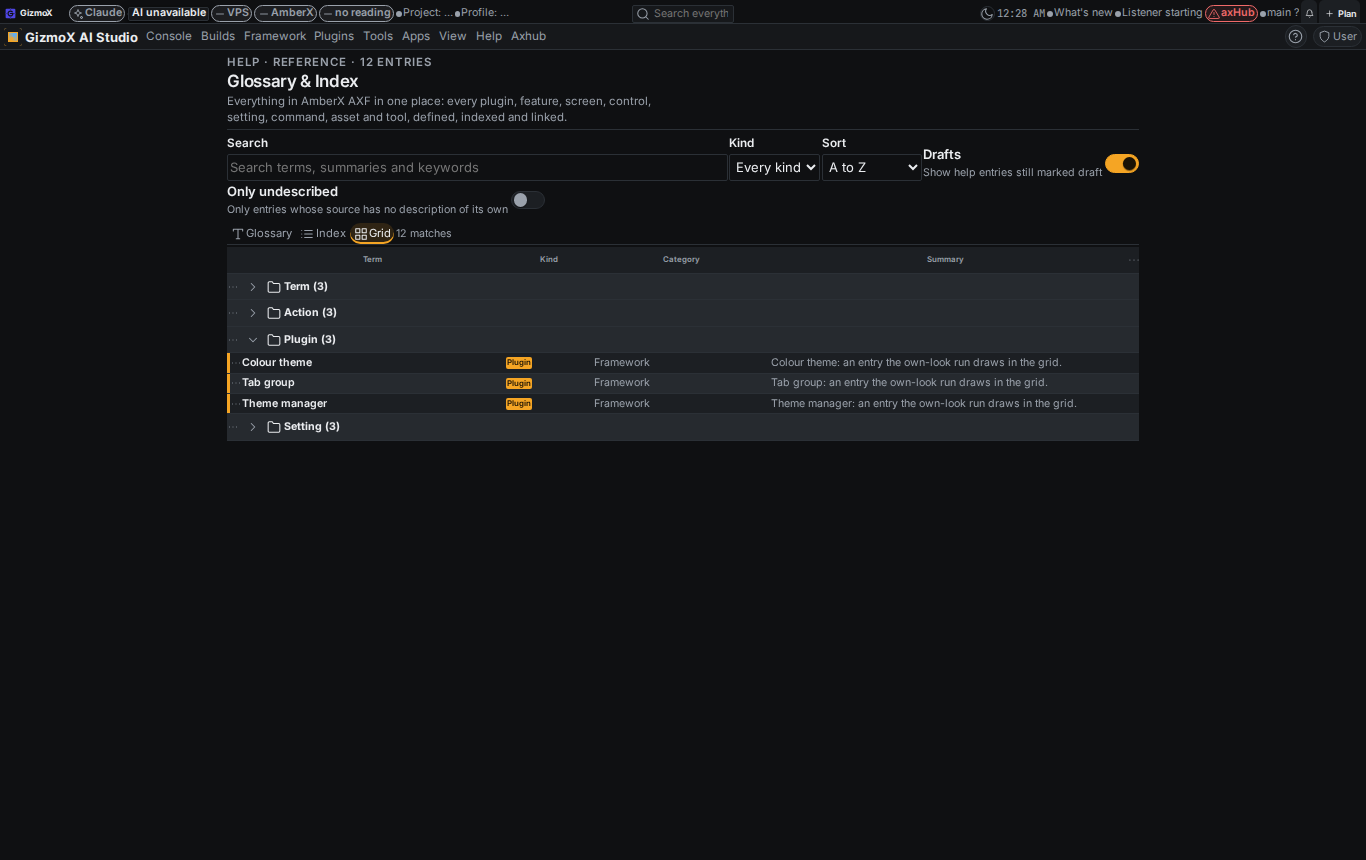 GizmoX Claude AI unavailable VPS AmberX no reading Project: ... Profile: ... Search everyth 12:28 AM What's new Listener starting axHub main ? + Plan
GizmoX AI Studio Console Builds Framework Plugins Tools Apps View Help Axhub User
HELP · REFERENCE · 12 ENTRIES
Glossary & Index
Everything in AmberX AXF in one place: every plugin, feature, screen, control,
setting, command, asset and tool, defined, indexed and linked.
Search Kind Sort
Search terms, summaries and keywords Every kind A to Z
Drafts
Show help entries still marked draft
Only undescribed
Only entries whose source has no description of its own
Glossary Index Grid 12 matches
Term Kind Category Summary
Term (3)
Action (3)
Plugin (3)
Colour theme Plugin Framework Colour theme: an entry the own-look run draws in the grid.
Tab group Plugin Framework Tab group: an entry the own-look run draws in the grid.
Theme manager Plugin Framework Theme manager: an entry the own-look run draws in the grid.
Setting (3)